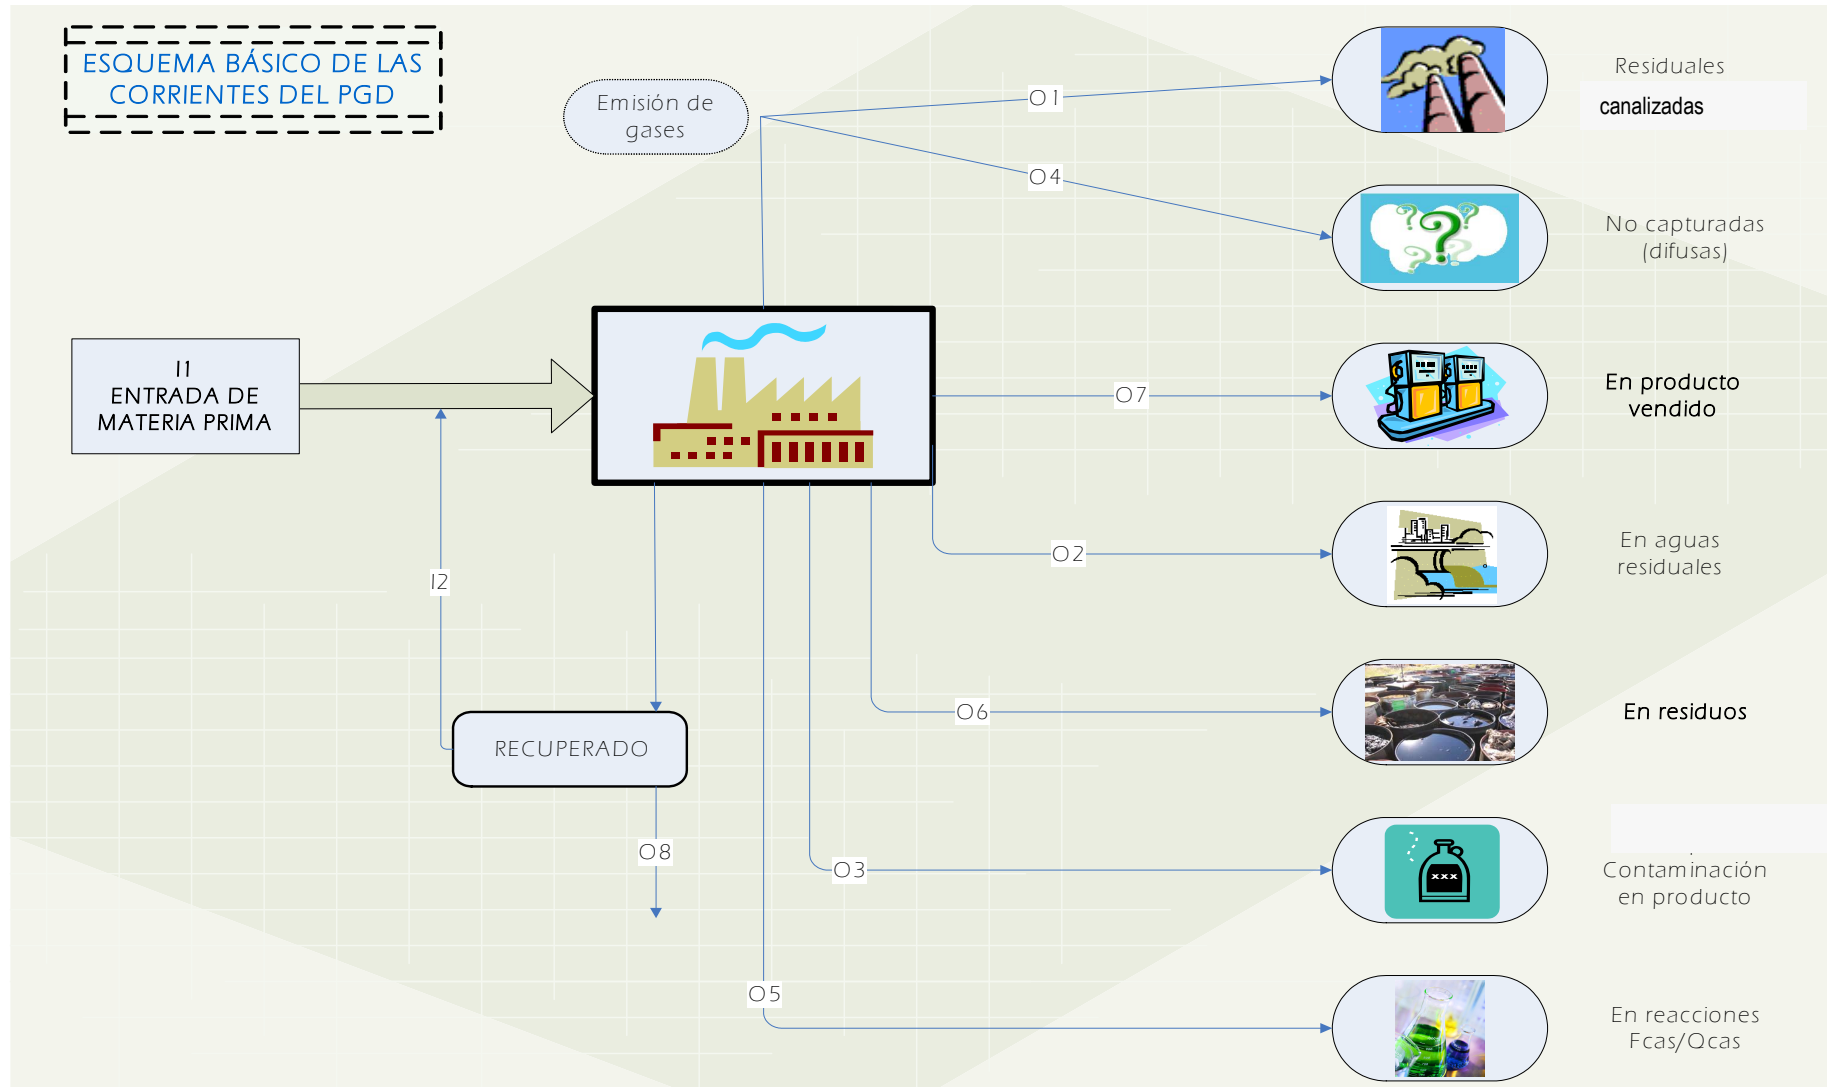 ESQUEMA BÁSICO DE LAS
CORRIENTES DEL PGD
Emisión de
gases
O1
O4
Residuales
canalizadas
No capturadas
(difusas)
I1
ENTRADA DE
MATERIA PRIMA
O7
En producto
vendido
O2
En aguas
residuales
I2
O6
En residuos
RECUPERADO
O8
O3
xxx
Contaminación
en producto
O5
En reacciones
Fcas/Qcas